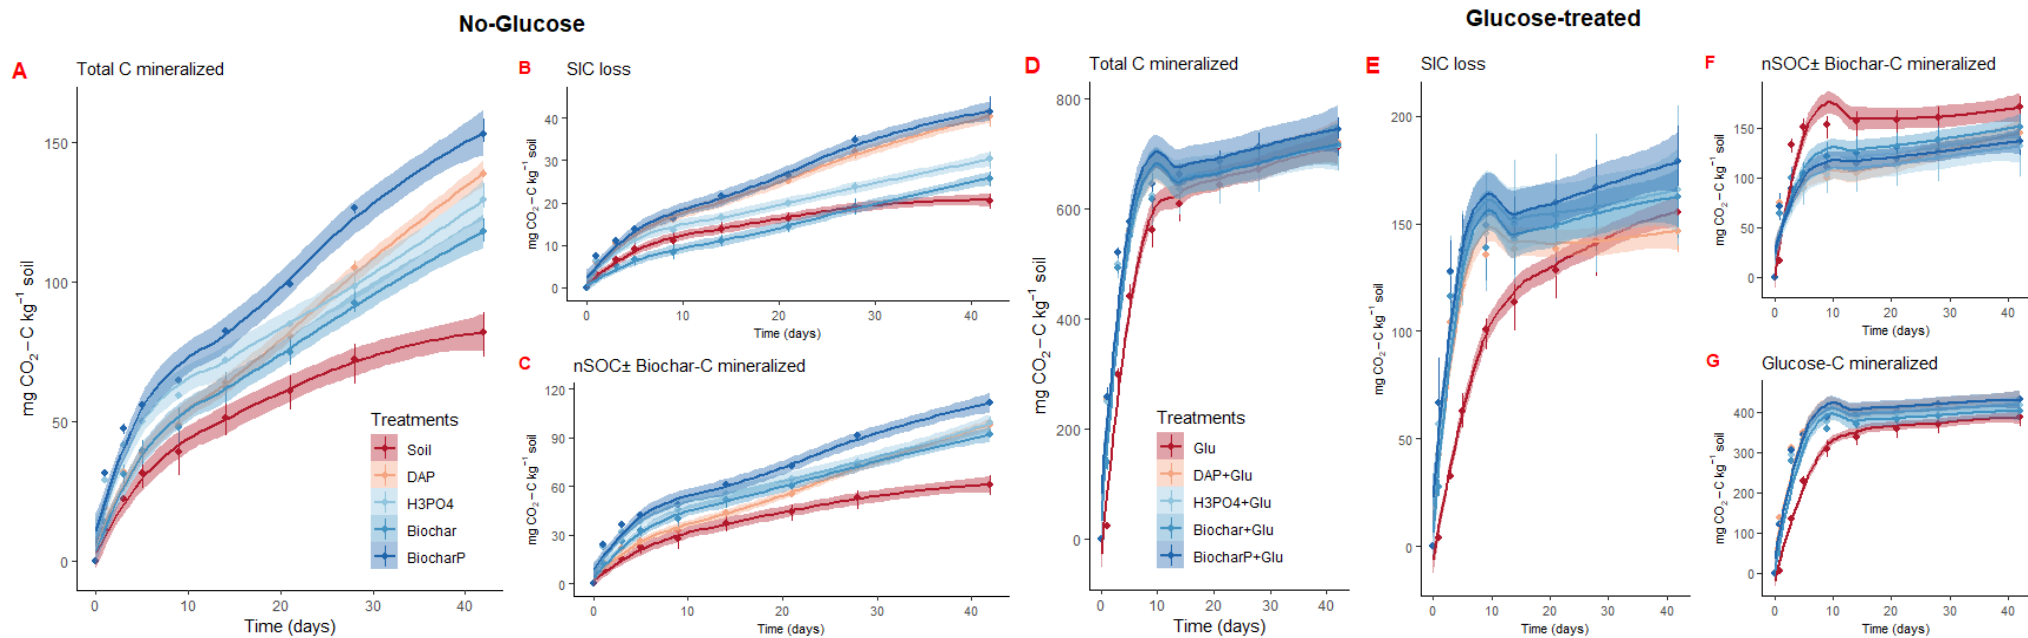 No-Glucose
Glucose-treated
A
Total C mineralized
mg CO2−C kg⁻¹ soil
150
100
50
0
0 10 20 30 40
Time (days)
Treatments
Soil
DAP
H3PO4
Biochar
BiocharP
B
SIC loss
mg CO2−C kg⁻¹ soil
40
30
20
10
0
0 10 20 30 40
Time (days)
C
nSOC± Biochar-C mineralized
mg CO2−C kg⁻¹ soil
120
90
60
30
0
0 10 20 30 40
Time (days)
D
Total C mineralized
mg CO2−C kg⁻¹ soil
800
600
400
200
0
0 10 20 30 40
Time (days)
Treatments
Glu
DAP+Glu
H3PO4+Glu
Biochar+Glu
BiocharP+Glu
E
SIC loss
mg CO2−C kg⁻¹ soil
200
150
100
50
0
0 10 20 30 40
Time (days)
F
nSOC± Biochar-C mineralized
mg CO2−C kg⁻¹ soil
150
100
50
0
0 10 20 30 40
Time (days)
G
Glucose-C mineralized
mg CO2−C kg⁻¹ soil
400
300
200
100
0
0 10 20 30 40
Time (days)